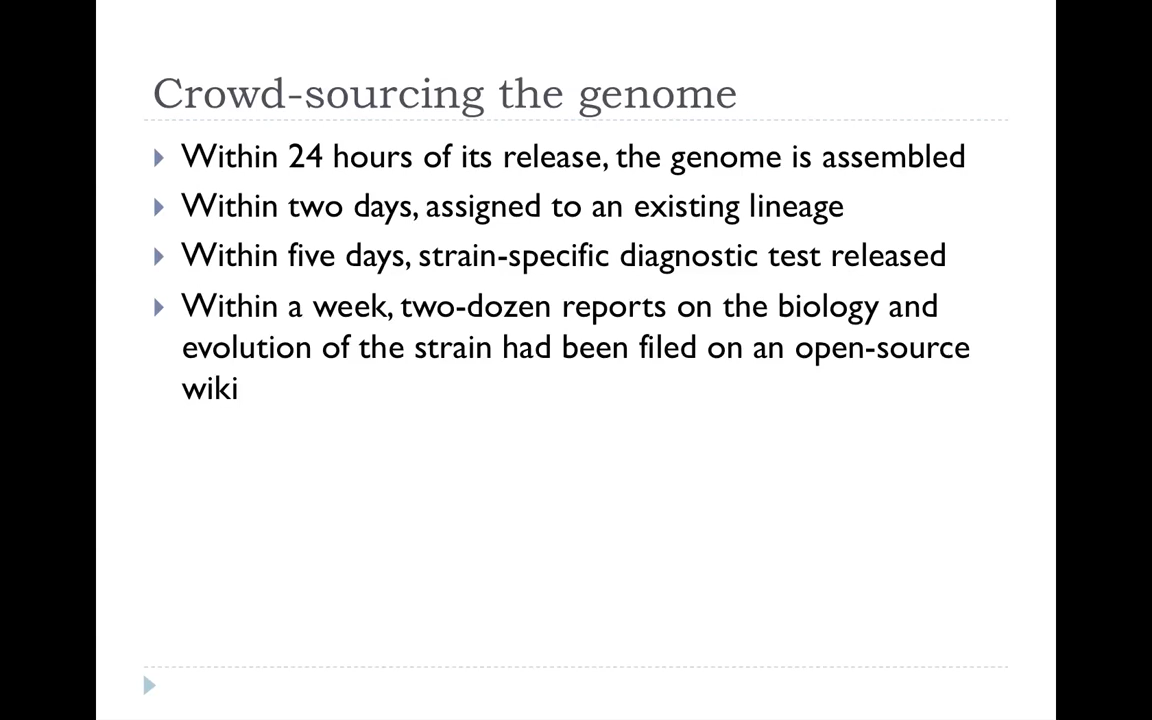 Crowd-sourcing the genome
Within 24 hours of its release, the genome is assembled
Within two days, assigned to an existing lineage
Within five days, strain-specific diagnostic test released
Within a week, two-dozen reports on the biology and
evolution of the strain had been filed on an open-source
wiki